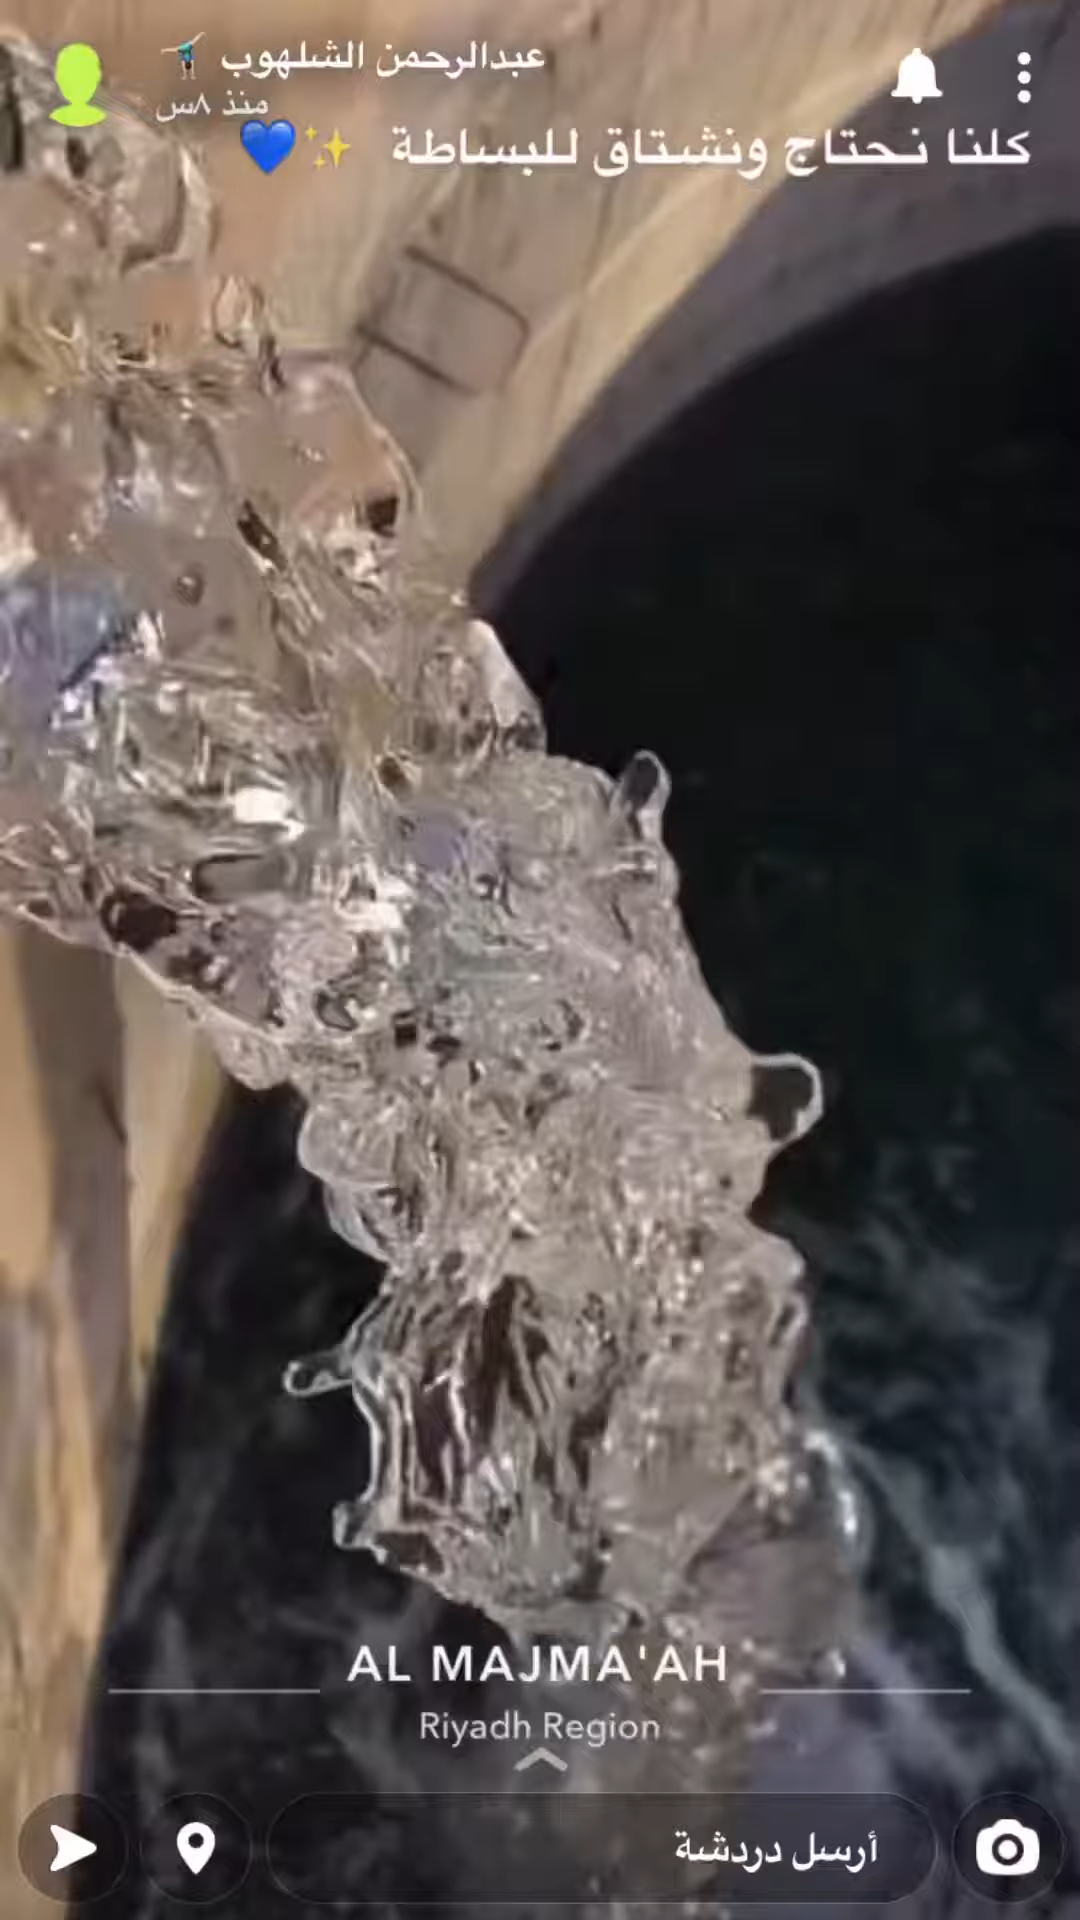 عبدالرحمن الشلهوب 🤸🏻‍♂️
منذ ٨س
كلنا نحتاج ونشتاق للبساطة ✨💙
AL MAJMA'AH
Riyadh Region
أرسل دردشة